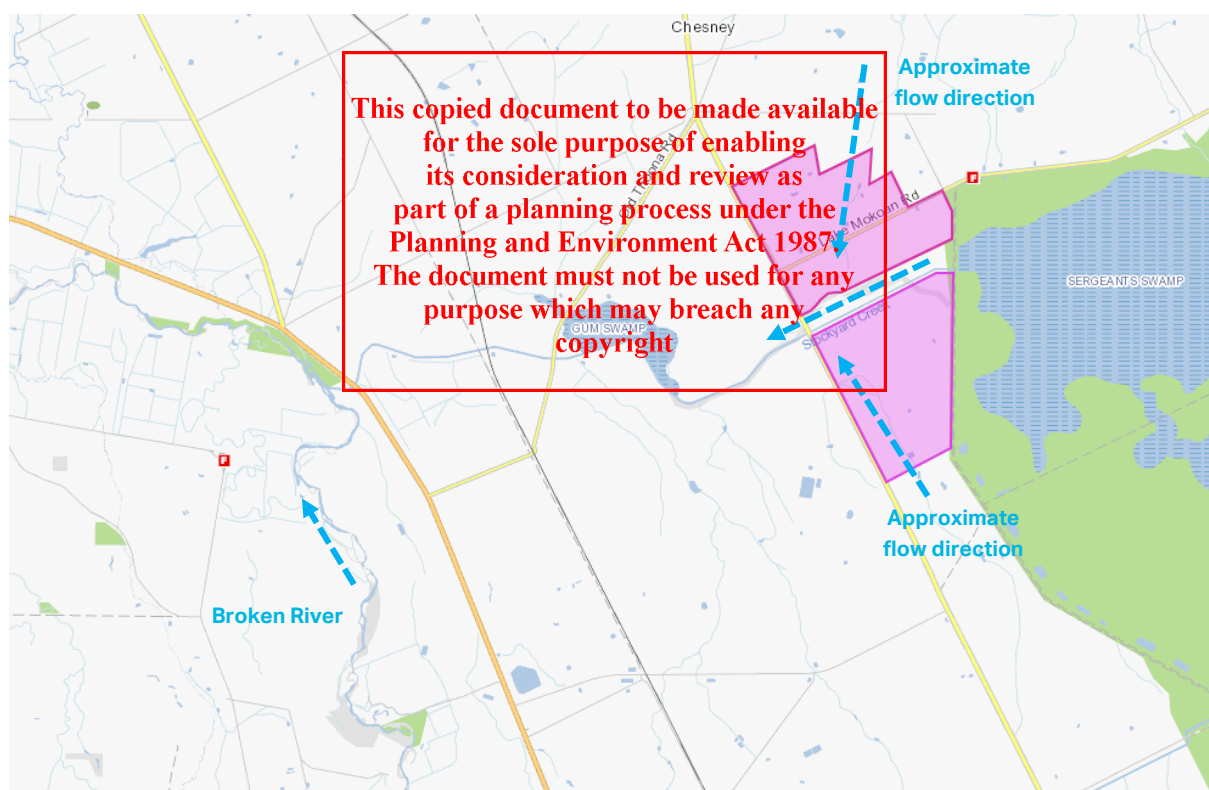 Chesney
Approximate
flow direction
This copied document to be made available
for the sole purpose of enabling
its consideration and review as
part of a planning process under the
Planning and Environment Act 1987.
The document must not be used for any
purpose which may breach any
copyright
Lake Mokoan Rd
SERGEANTS SWAMP
GUM SWAMP
Stockyard Creek
Approximate
flow direction
Broken River